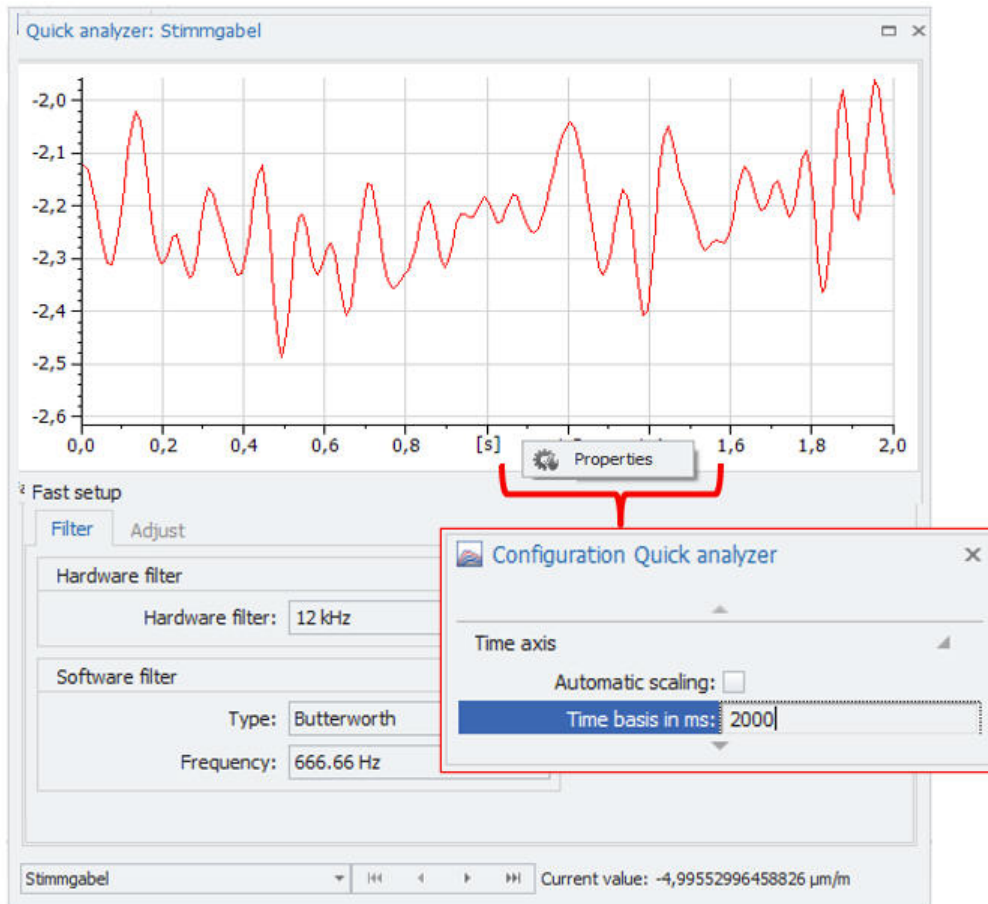 Quick analyzer: Stimmgabel
-2,0
-2,1
-2,2
-2,3
-2,4
-2,5
-2,6
0,0 0,2 0,4 0,6 0,8 [s] 1,6 1,8 2,0
Properties
Fast setup
Filter Adjust
Hardware filter
Hardware filter: 12 kHz
Software filter
Type: Butterworth
Frequency: 666.66 Hz
Configuration Quick analyzer
Time axis
Automatic scaling:
Time basis in ms: 2000
Stimmgabel Current value: -4,99552996458826 µm/m